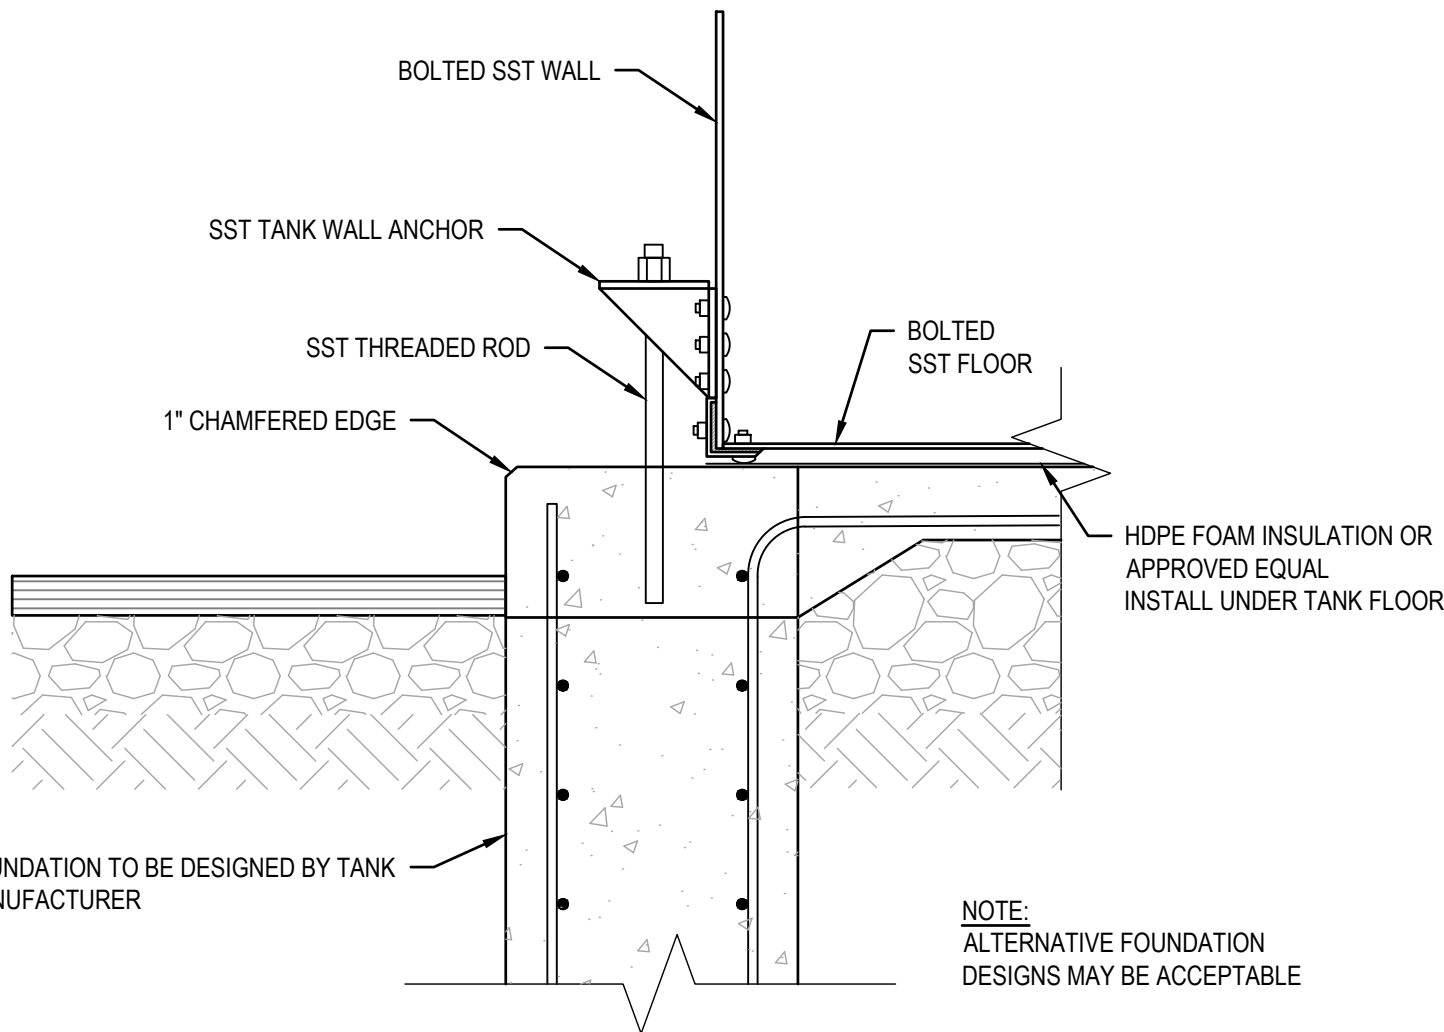 BOLTED SST WALL
SST TANK WALL ANCHOR
SST THREADED ROD
BOLTED
SST FLOOR
1" CHAMFERED EDGE
HDPE FOAM INSULATION OR
APPROVED EQUAL
INSTALL UNDER TANK FLOOR
UNDATION TO BE DESIGNED BY TANK
NUFACTURER
NOTE:
ALTERNATIVE FOUNDATION
DESIGNS MAY BE ACCEPTABLE